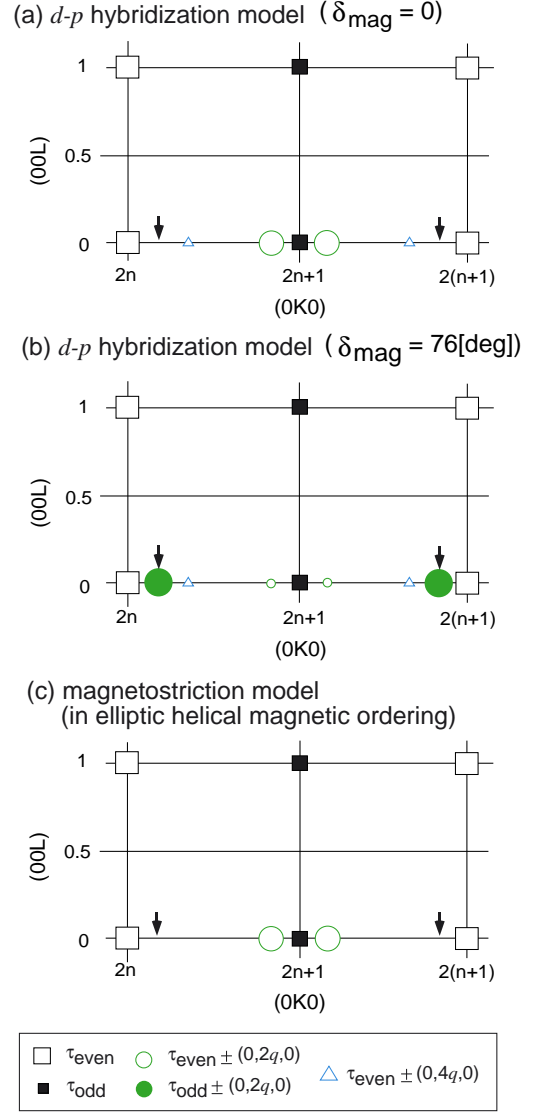 (a) d-p hybridization model ( δmag = 0)
1
0.5
0
(00L)
2n
2n+1
2(n+1)
(0K0)
(b) d-p hybridization model ( δmag = 76[deg])
1
0.5
0
(00L)
2n
2n+1
2(n+1)
(0K0)
(c) magnetostriction model
(in elliptic helical magnetic ordering)
1
0.5
0
(00L)
2n
2n+1
2(n+1)
(0K0)
τeven
τeven ± (0,2q,0)
τeven ± (0,4q,0)
τodd
τodd ± (0,2q,0)